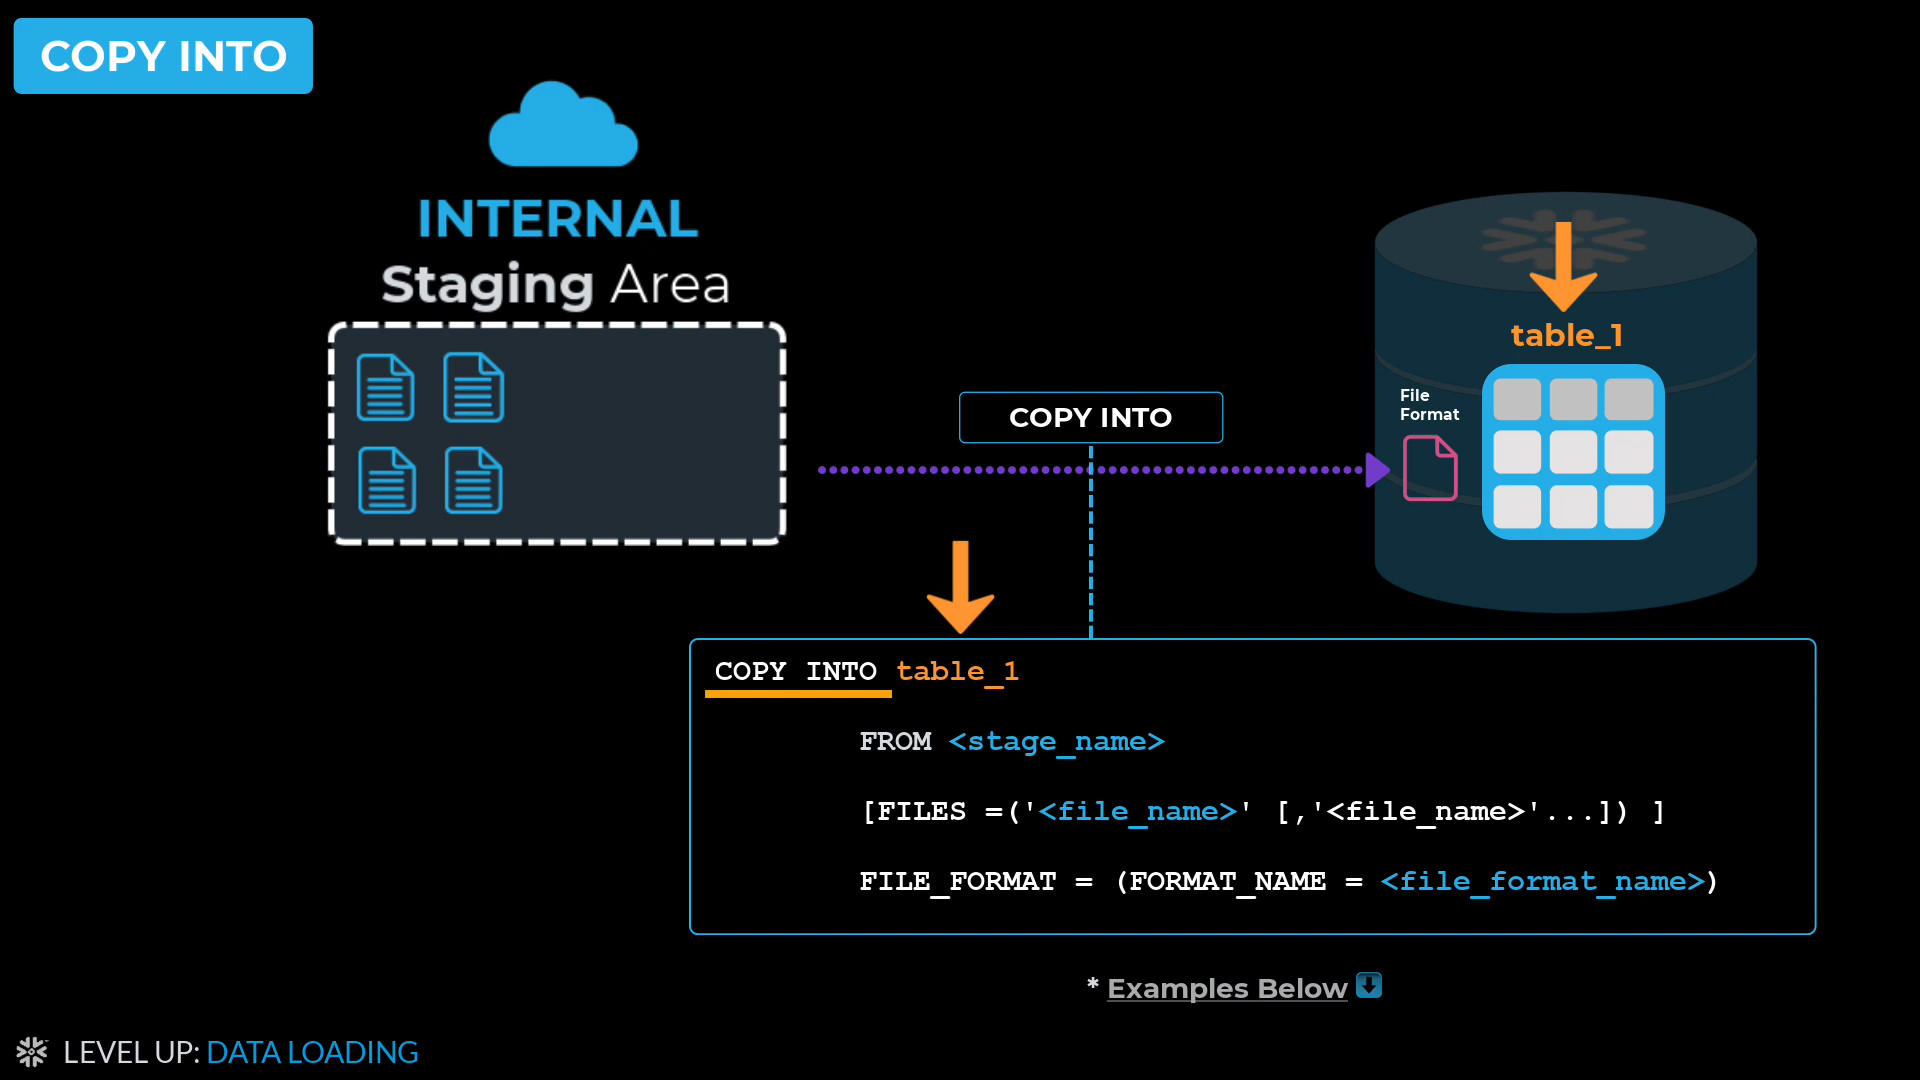 COPY INTO
INTERNAL
Staging Area
table_1
File
Format
COPY INTO
COPY INTO table_1
FROM <stage_name>
[FILES =('<file_name>' [,'<file_name>'...]) ]
FILE_FORMAT = (FORMAT_NAME = <file_format_name>)
* Examples Below
LEVEL UP: DATA LOADING